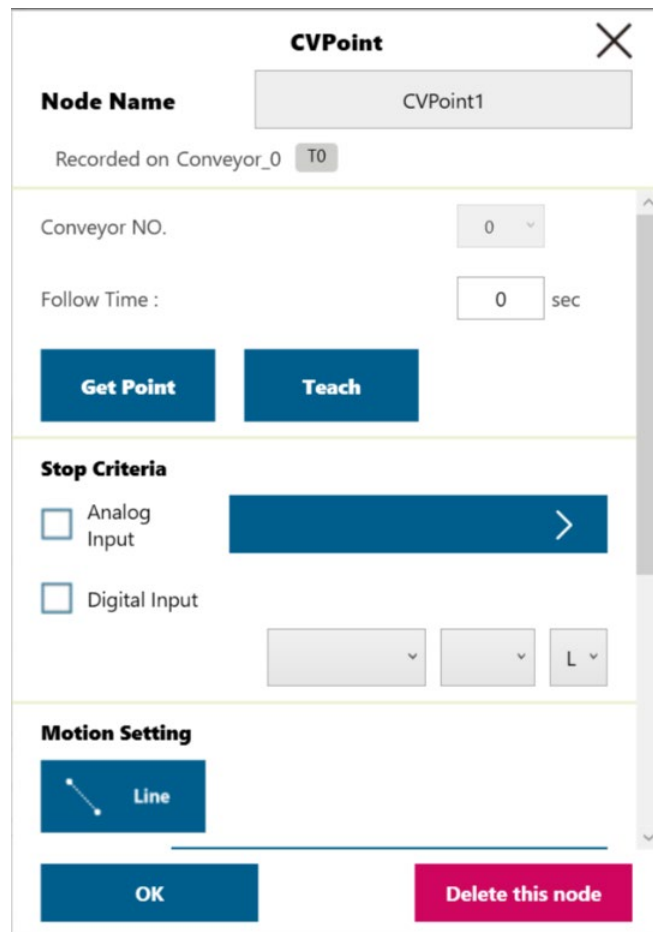 CVPoint
Node Name
CVPoint1
Recorded on Conveyor_0 T0
Conveyor NO.
0
Follow Time :
0 sec
Get Point
Teach
Stop Criteria
Analog
Input
Digital Input
L
Motion Setting
Line
OK
Delete this node